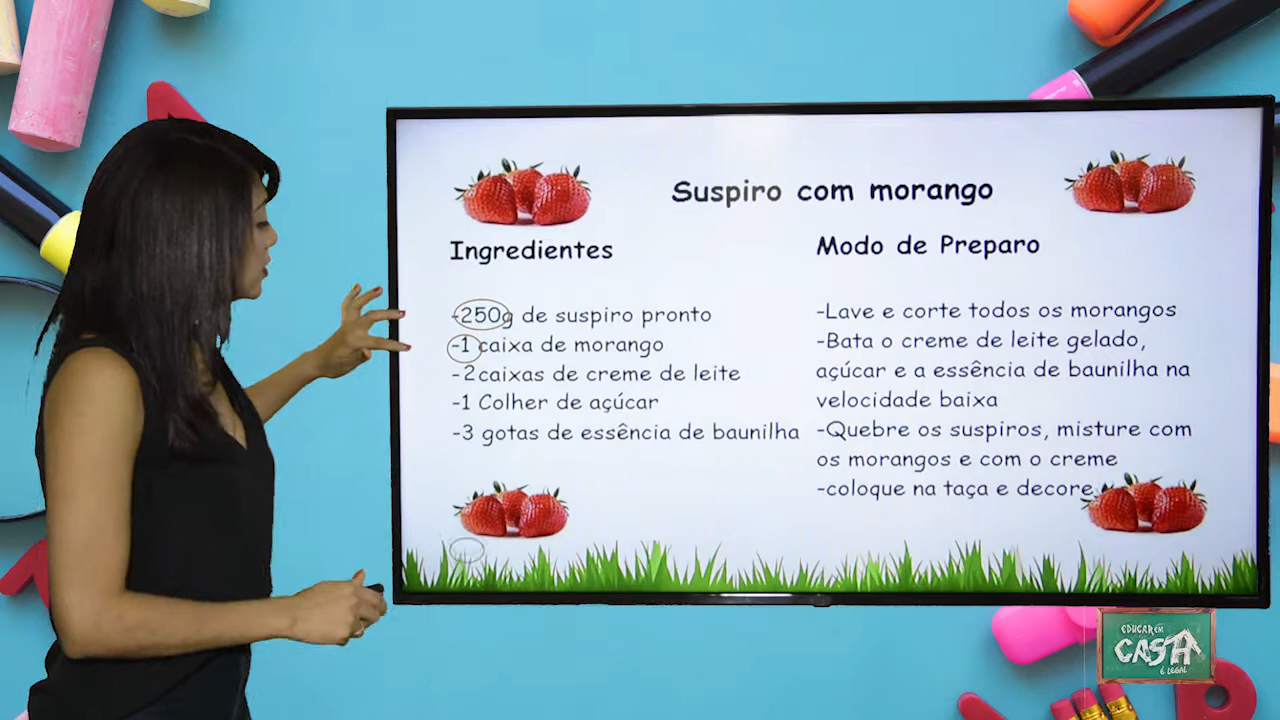 Suspiro com morango
Ingredientes
-250g de suspiro pronto
-1 caixa de morango
-2caixas de creme de leite
-1 Colher de açúcar
-3 gotas de essência de baunilha
Modo de Preparo
-Lave e corte todos os morangos
-Bata o creme de leite gelado,
açúcar e a essência de baunilha na
velocidade baixa
-Quebre os suspiros, misture com
os morangos e com o creme
-coloque na taça e decore
EDUCAR EM
CASA
É LEGAL